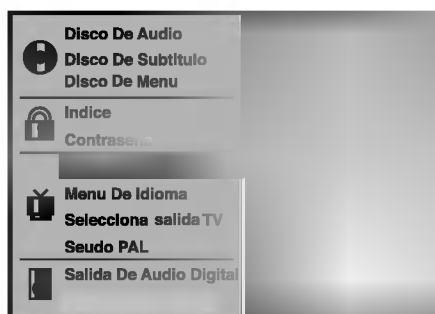 Disco De Audio
Disco De Subtitulo
Disco De Menu
Indice
Contrasena
Menu De Idioma
Selecciona salida TV
Seudo PAL
Salida De Audio Digital